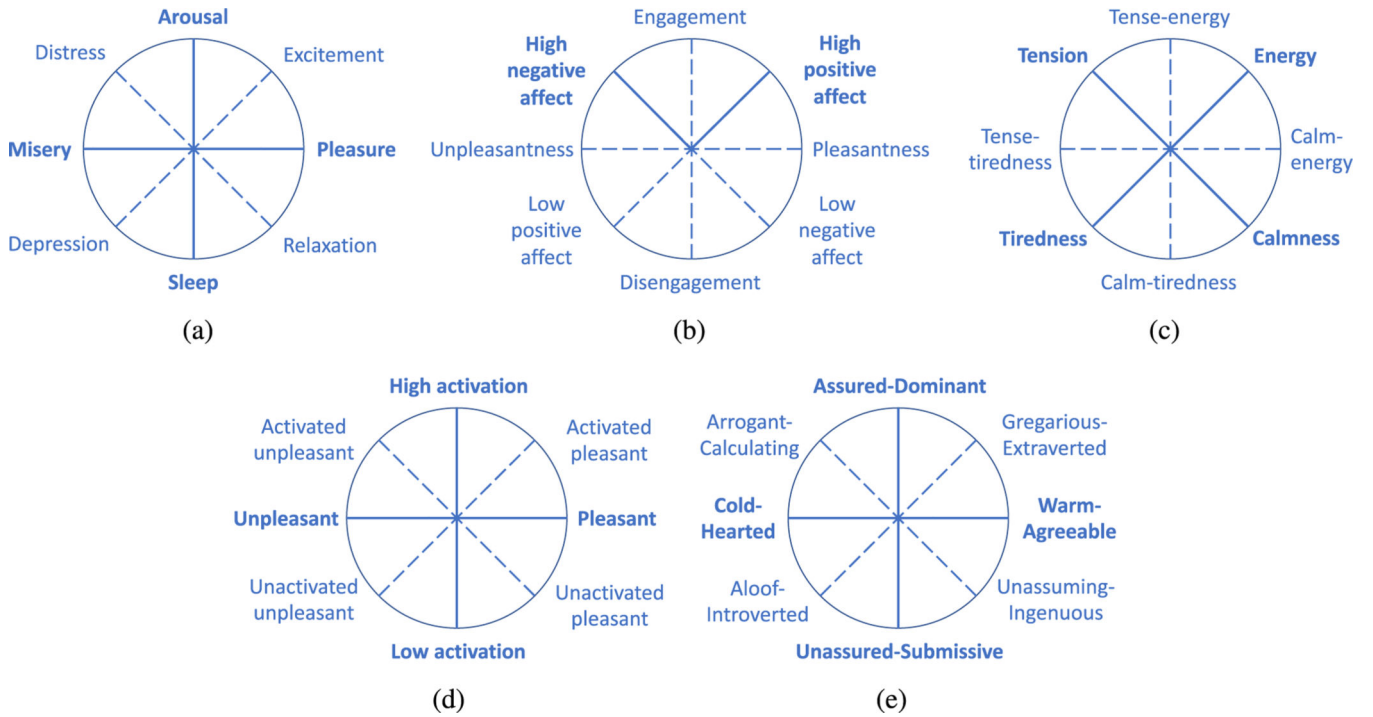 Arousal
Distress
Excitement
Misery
Pleasure
Depression
Relaxation
Sleep
(a)
Engagement
High
negative
affect
High
positive
affect
Unpleasantness
Pleasantness
Low
positive
affect
Low
negative
affect
Disengagement
(b)
Tense-energy
Tension
Energy
Tense-
tiredness
Calm-
energy
Tiredness
Calmness
Calm-tiredness
(c)
High activation
Activated
unpleasant
Activated
pleasant
Unpleasant
Pleasant
Unactivated
unpleasant
Unactivated
pleasant
Low activation
(d)
Assured-Dominant
Arrogant-
Calculating
Gregarious-
Extraverted
Cold-
Hearted
Warm-
Agreeable
Aloof-
Introverted
Unassuming-
Ingenuous
Unassured-Submissive
(e)